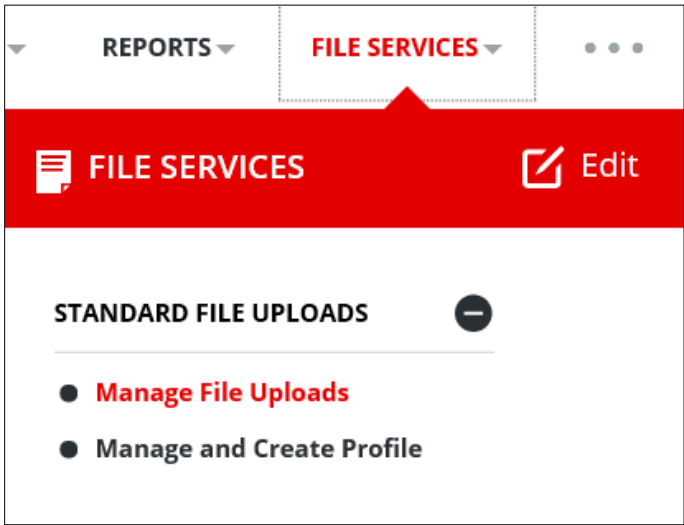 REPORTS FILE SERVICES
FILE SERVICES Edit
STANDARD FILE UPLOADS
Manage File Uploads
Manage and Create Profile